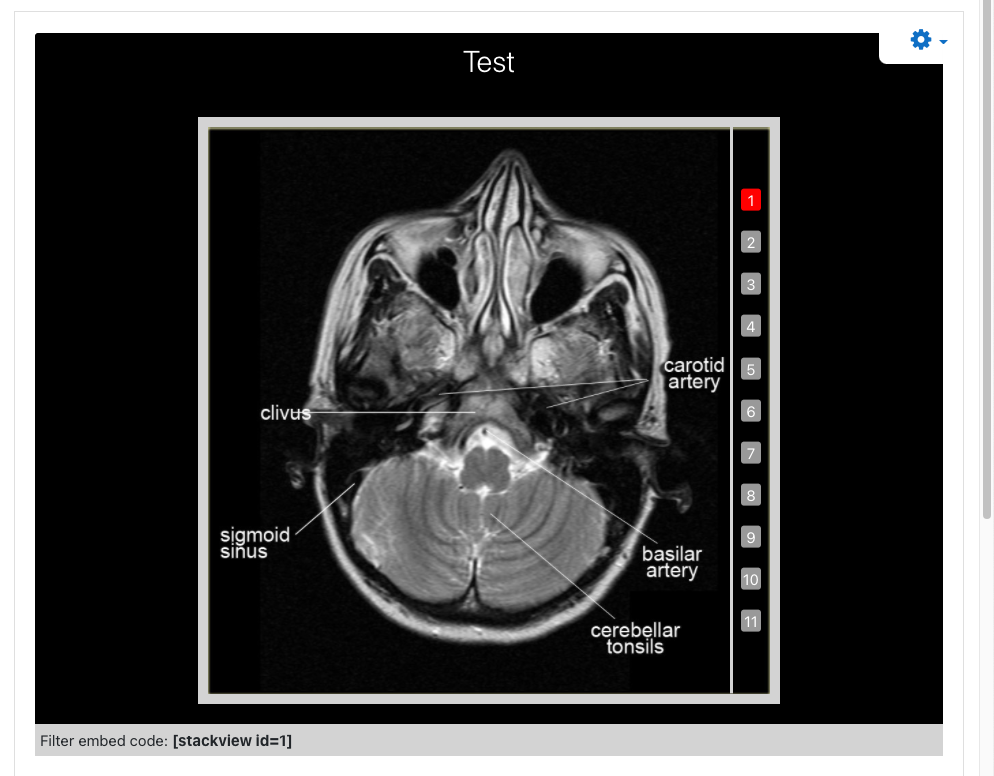 Test
1
2
3
4
5
6
7
8
9
10
11
carotid
artery
clivus
sigmoid
sinus
basilar
artery
cerebellar
tonsils
Filter embed code: [stackview id=1]